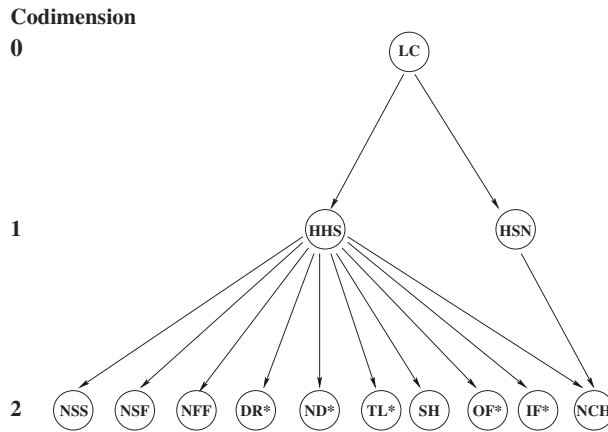 Codimension
0 LC
1 HHS HSN
2 NSS NSF NFF DR* ND* TL* SH OF* IF* NCH